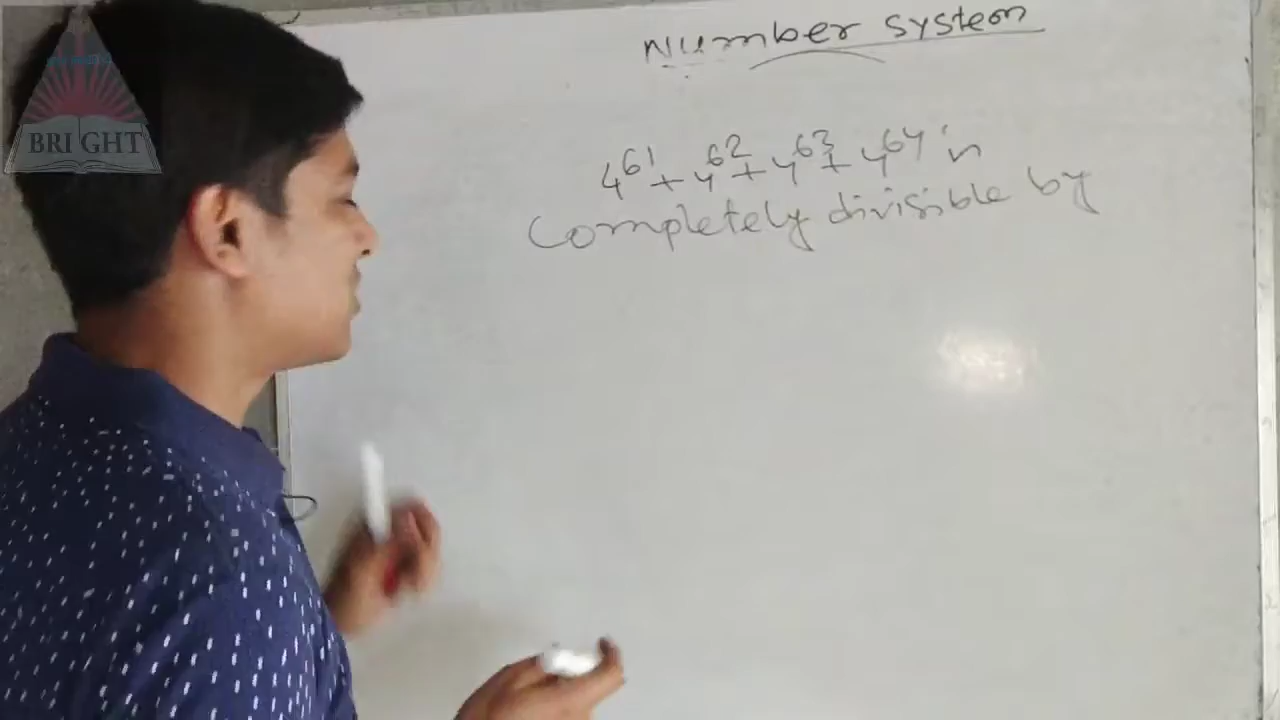 Number system
BRIGHT
4^61 + 4^62 + 4^63 + 4^64 is
Completely divisible by